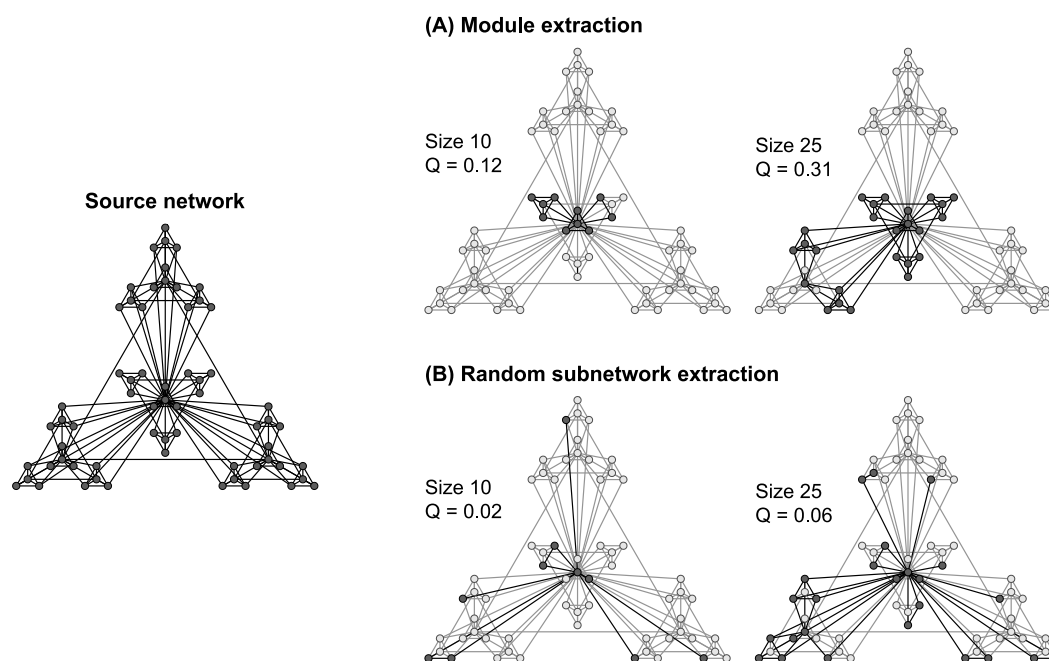 (A) Module extraction
Size 10
Q = 0.12
Size 25
Q = 0.31
Source network
(B) Random subnetwork extraction
Size 10
Q = 0.02
Size 25
Q = 0.06